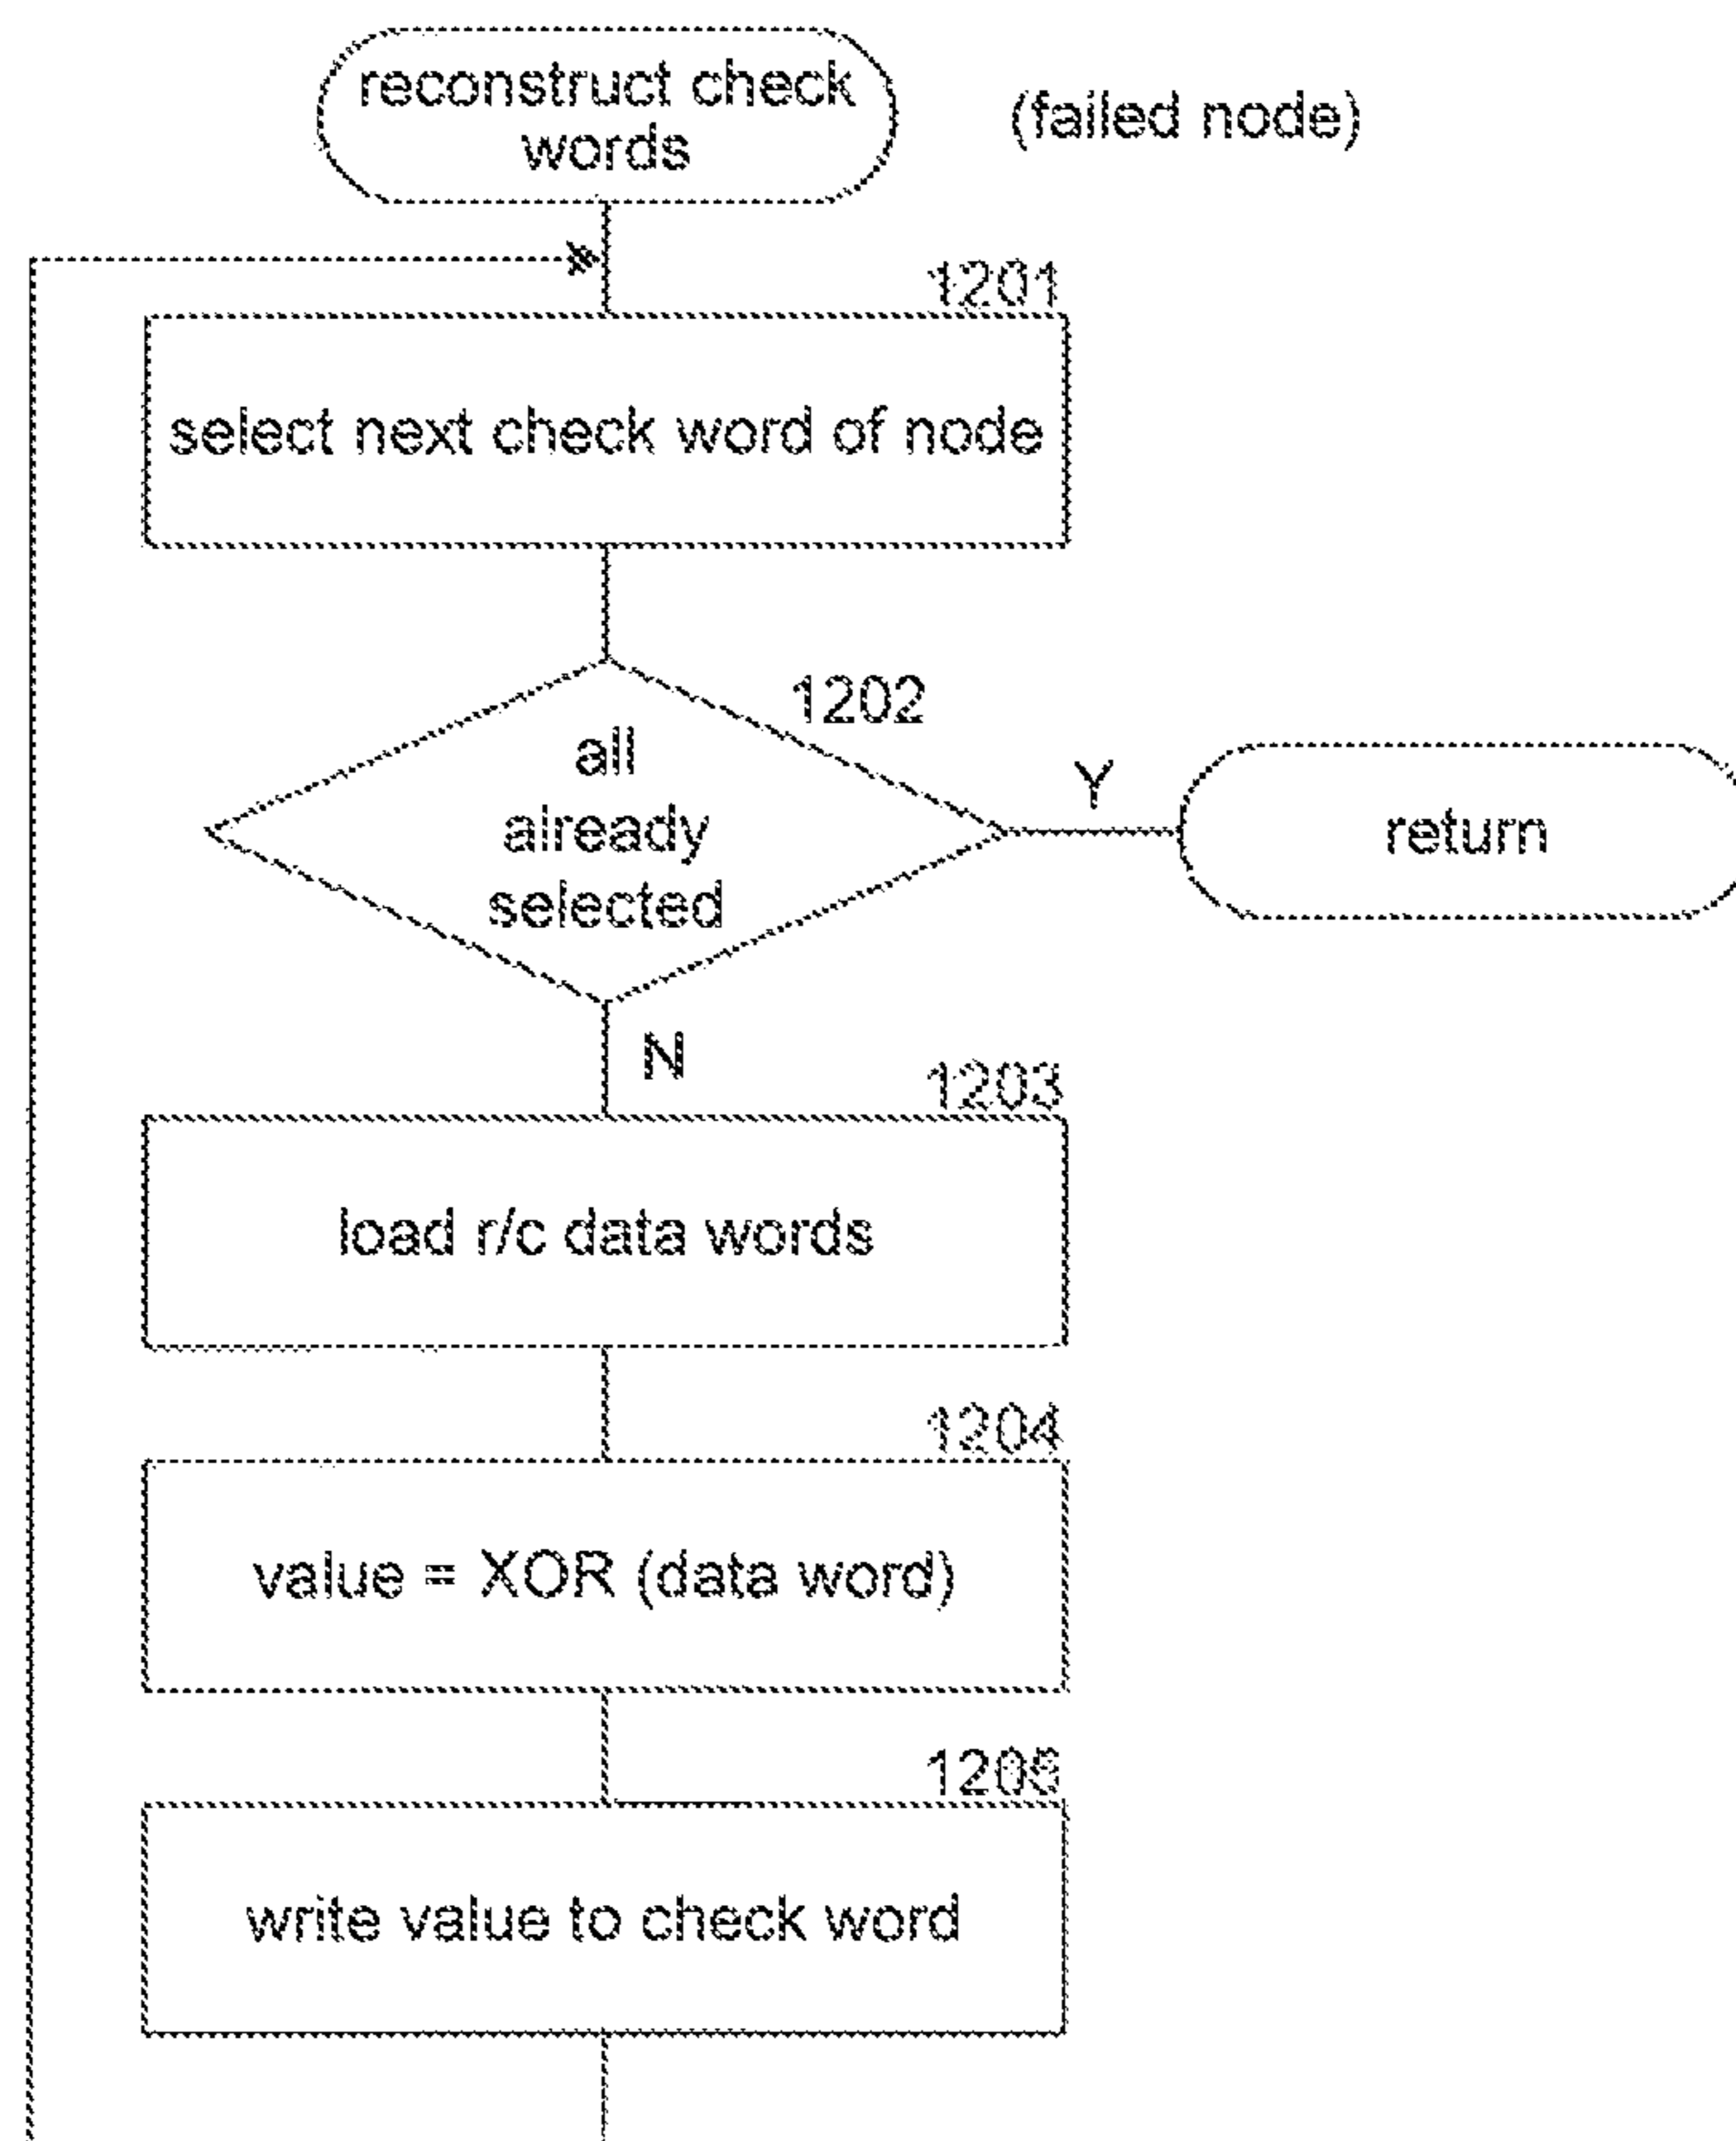 reconstruct check
words
(failed node)
1201
select next check word of node
1202
all
already
selected
Y
return
N
1203
load r/c data words
1204
value = XOR (data word)
1205
write value to check word